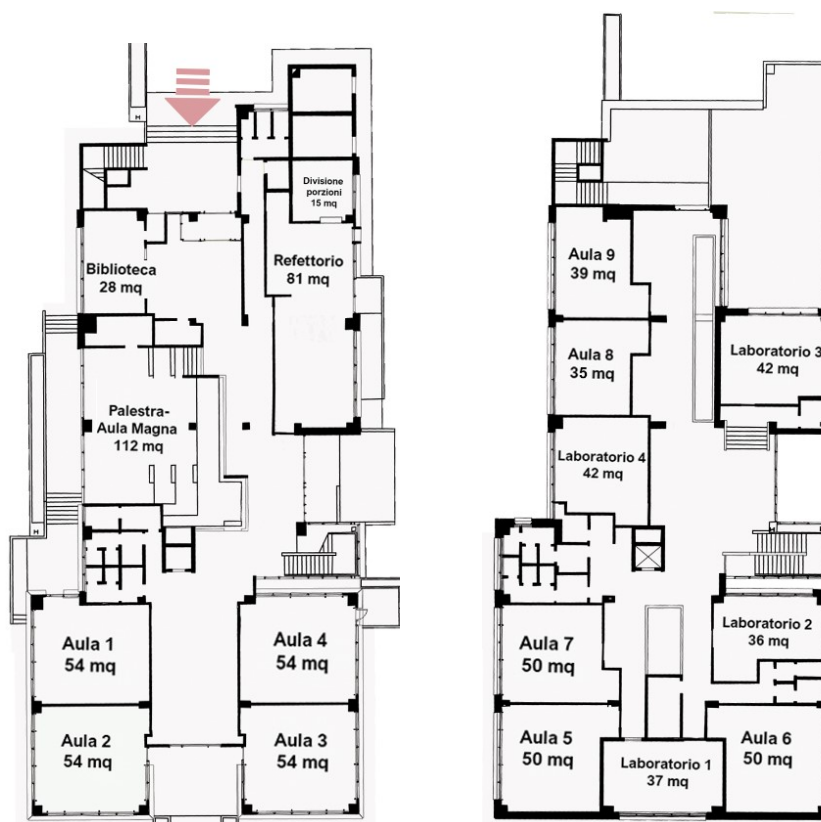 Divisione
porzioni
15 mq
Biblioteca
28 mq
Refettorio
81 mq
Palestra-
Aula Magna
112 mq
Aula 1
54 mq
Aula 4
54 mq
Aula 2
54 mq
Aula 3
54 mq
Aula 9
39 mq
Aula 8
35 mq
Laboratorio 3
42 mq
Laboratorio 4
42 mq
Aula 7
50 mq
Laboratorio 2
36 mq
Aula 5
50 mq
Laboratorio 1
37 mq
Aula 6
50 mq